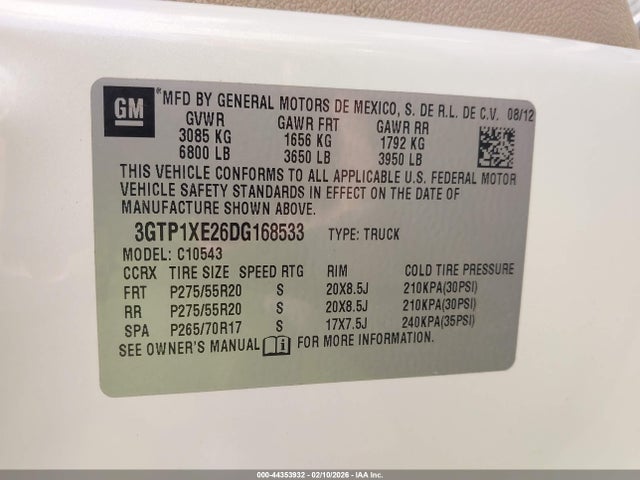 GM
*MFD BY GENERAL MOTORS DE MEXICO, S. DE R.L. DE C.V. 08/12
GVWR GAWR FRT GAWR RR
3085 KG 1656 KG 1792 KG
6800 LB 3650 LB 3950 LB
THIS VEHICLE CONFORMS TO ALL APPLICABLE U.S. FEDERAL MOTOR
VEHICLE SAFETY STANDARDS IN EFFECT ON THE DATE OF
MANUFACTURE SHOWN ABOVE.
3GTP1XE26DG168533 TYPE: TRUCK
MODEL: C10543
CCRX TIRE SIZE SPEED RTG RIM COLD TIRE PRESSURE
FRT P275/55R20 S 20X8.5J 210KPA(30PSI)
RR P275/55R20 S 20X8.5J 210KPA(30PSI)
SPA P265/70R17 S 17X7.5J 240KPA(35PSI)
SEE OWNER'S MANUAL i FOR MORE INFORMATION.
000-44353932 - 02/10/2026 - IAA Inc.